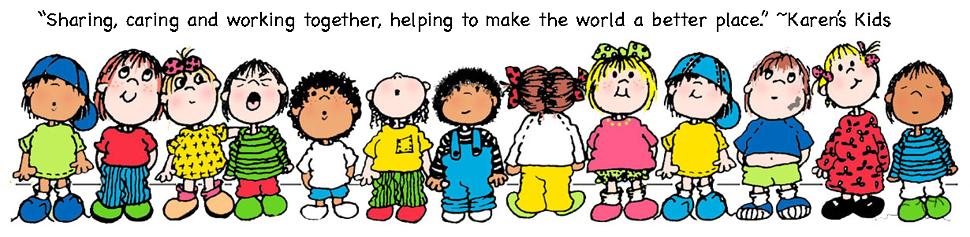 “Sharing, caring and working together, helping to make the world a better place.” ~Karen's Kids